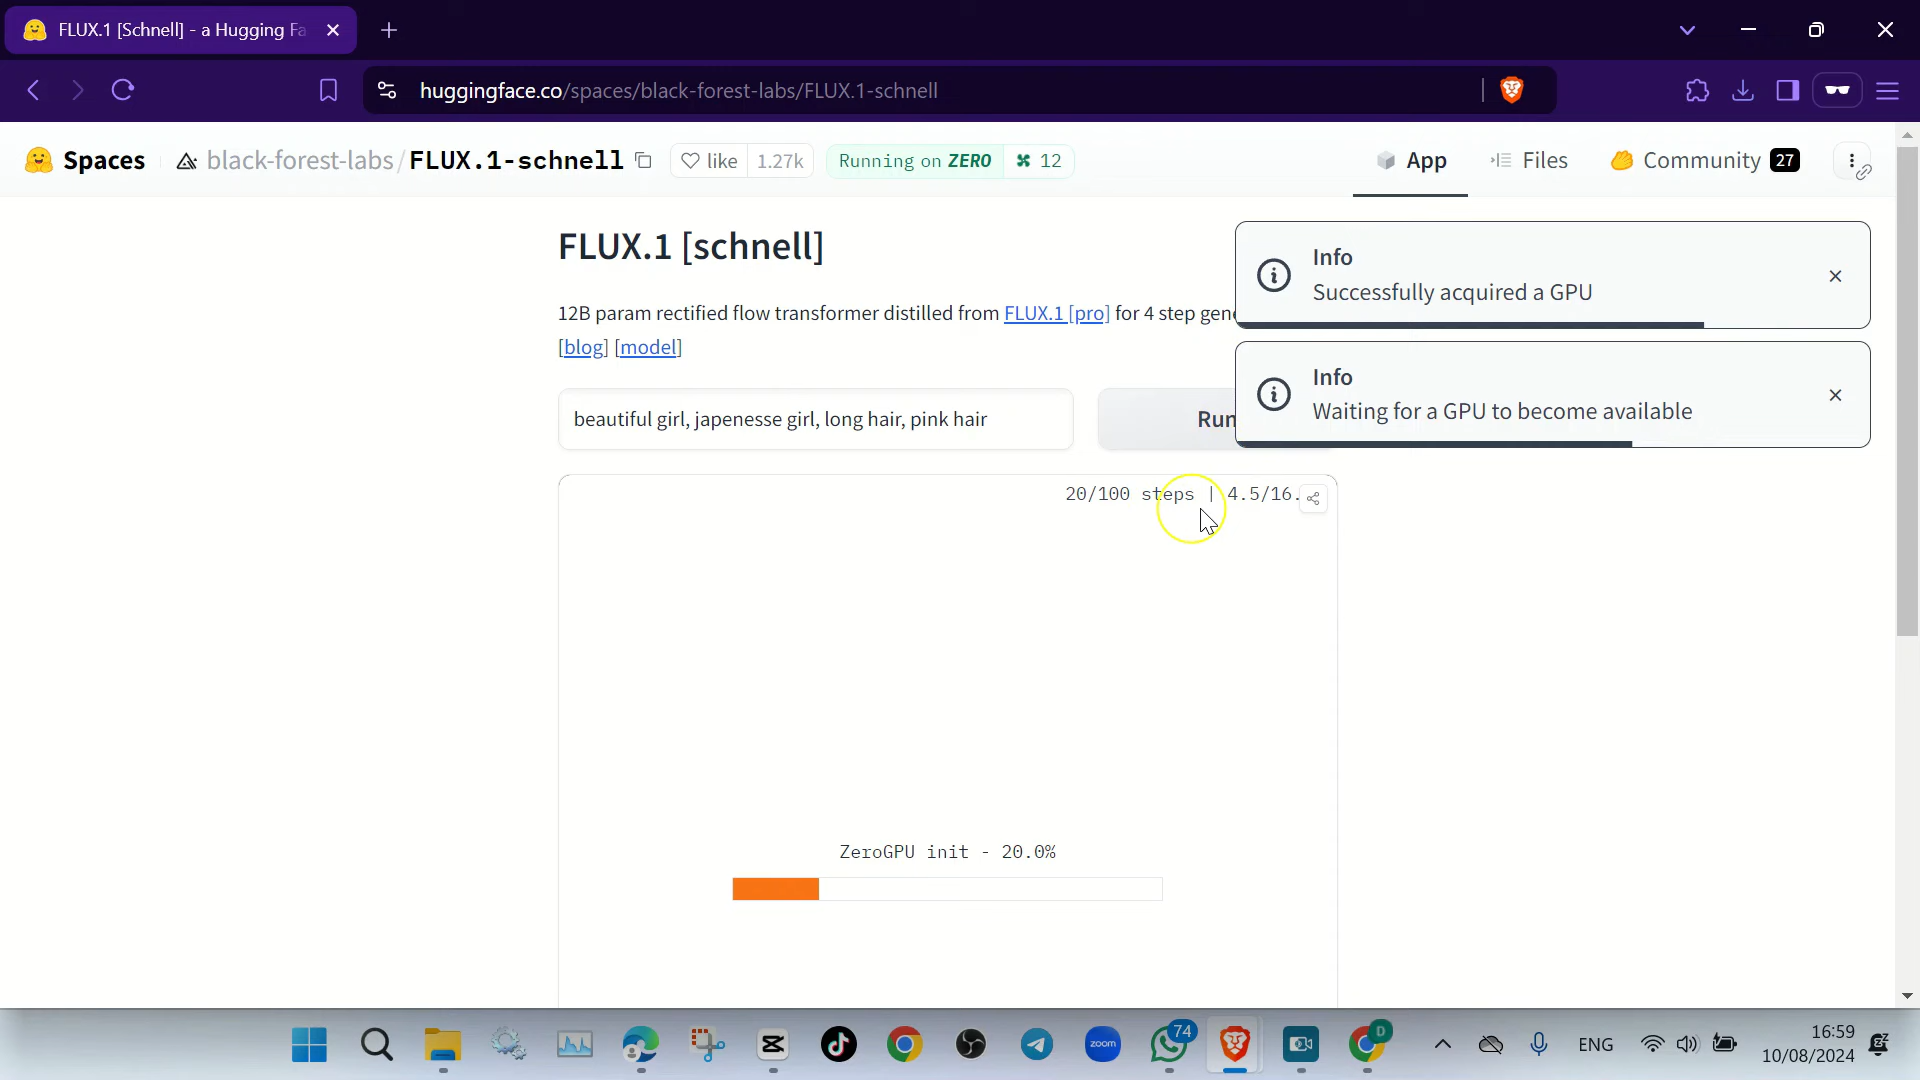 FLUX.1 [Schnell] - a Hugging Fa
huggingface.co/spaces/black-forest-labs/FLUX.1-schnell
Spaces
black-forest-labs/FLUX.1-schnell
like 1.27k
Running on ZERO 12
App
Files
Community 27
FLUX.1 [schnell]
12B param rectified flow transformer distilled from FLUX.1 [pro] for 4 step gene
[blog] [model]
Info
Successfully acquired a GPU
Info
Waiting for a GPU to become available
beautiful girl, japenesse girl, long hair, pink hair
Run
20/100 steps | 4.5/16.
ZeroGPU init - 20.0%
zoom
74
D
ENG
16:59
10/08/2024